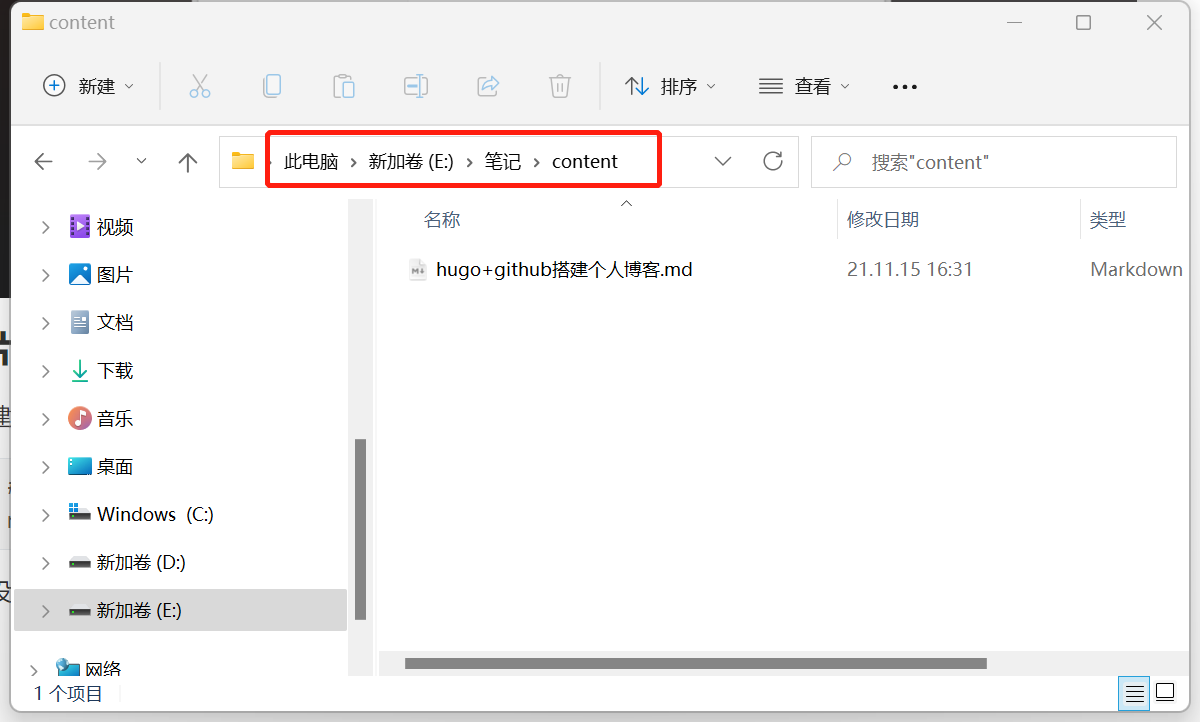 content
新建
排序
查看
此电脑 > 新加卷 (E:) > 笔记 > content
搜索"content"
名称
修改日期
类型
hugo+github搭建个人博客.md
21.11.15 16:31
Markdown
视频
图片
文档
下载
音乐
桌面
Windows (C:)
新加卷 (D:)
新加卷 (E:)
网络
1 个项目